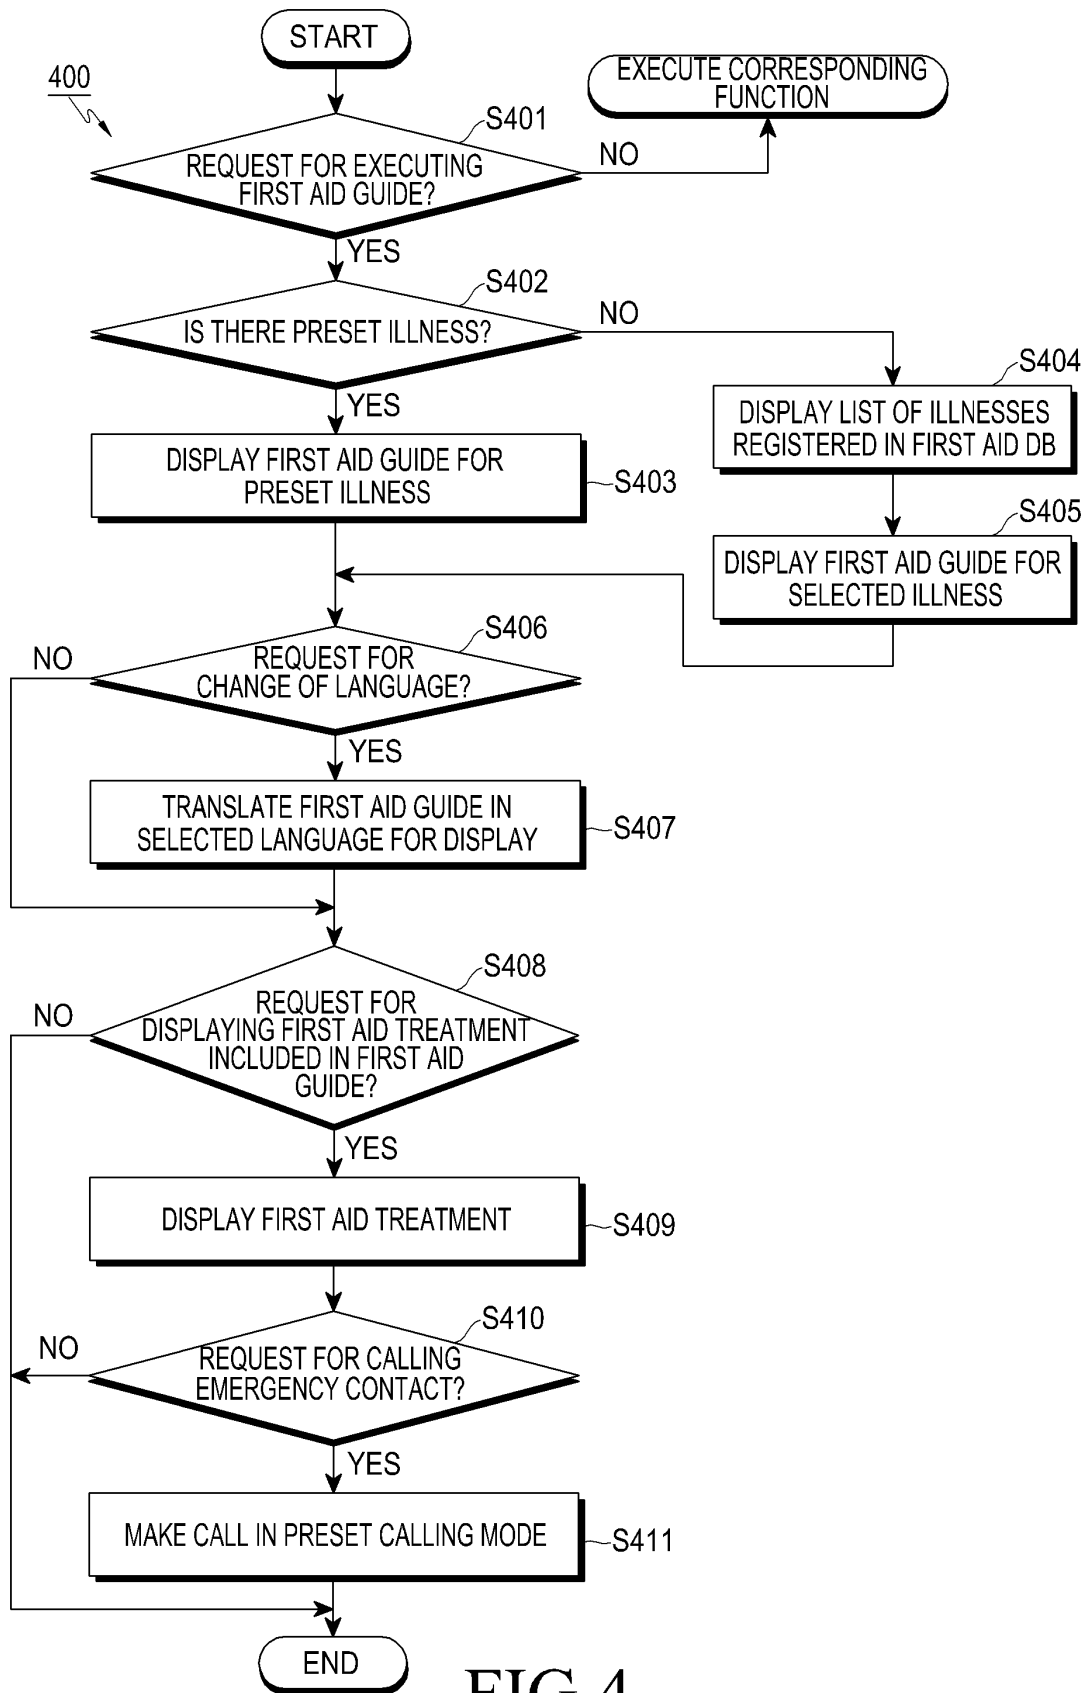 START
400
EXECUTE CORRESPONDING
FUNCTION
S401
REQUEST FOR EXECUTING
FIRST AID GUIDE?
NO
YES
S402
IS THERE PRESET ILLNESS?
NO
YES
S404
DISPLAY LIST OF ILLNESSES
REGISTERED IN FIRST AID DB
DISPLAY FIRST AID GUIDE FOR
PRESET ILLNESS
S403
S405
DISPLAY FIRST AID GUIDE FOR
SELECTED ILLNESS
S406
REQUEST FOR
CHANGE OF LANGUAGE?
NO
YES
TRANSLATE FIRST AID GUIDE IN
SELECTED LANGUAGE FOR DISPLAY
S407
S408
REQUEST FOR
DISPLAYING FIRST AID TREATMENT
INCLUDED IN FIRST AID
GUIDE?
NO
YES
DISPLAY FIRST AID TREATMENT
S409
S410
REQUEST FOR CALLING
EMERGENCY CONTACT?
NO
YES
MAKE CALL IN PRESET CALLING MODE
S411
END
FIG.4